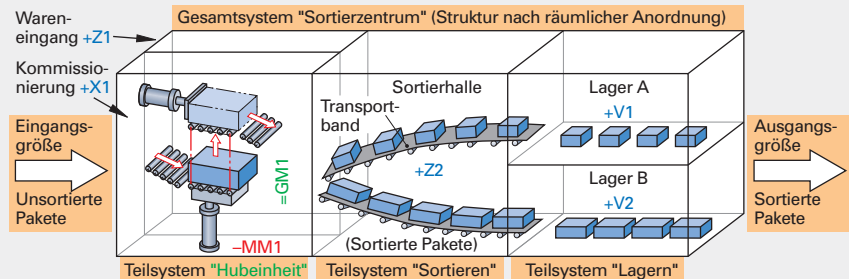 Gesamtsystem "Sortierzentrum" (Struktur nach räumlicher Anordnung)
Waren-
eingang +Z1
Kommissio-
nierung +X1
Eingangs-
größe
Unsortierte
Pakete
=GM1
–MM1
Sortierhalle
Transport-
band
+Z2
(Sortierte Pakete)
Lager A
+V1
Lager B
+V2
Ausgangs-
größe
Sortierte
Pakete
Teilsystem "Hubeinheit"
Teilsystem "Sortieren"
Teilsystem "Lagern"